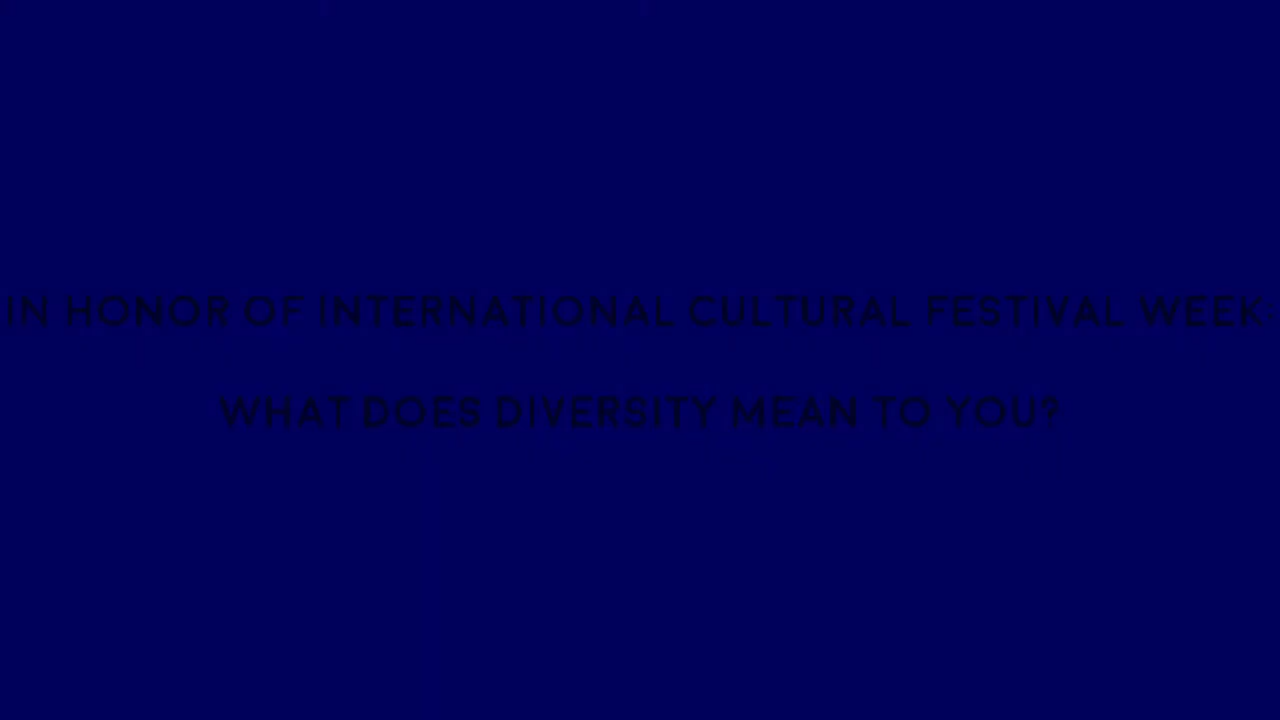 IN HONOR OF INTERNATIONAL CULTURAL FESTIVAL WEEK:
WHAT DOES DIVERSITY MEAN TO YOU?